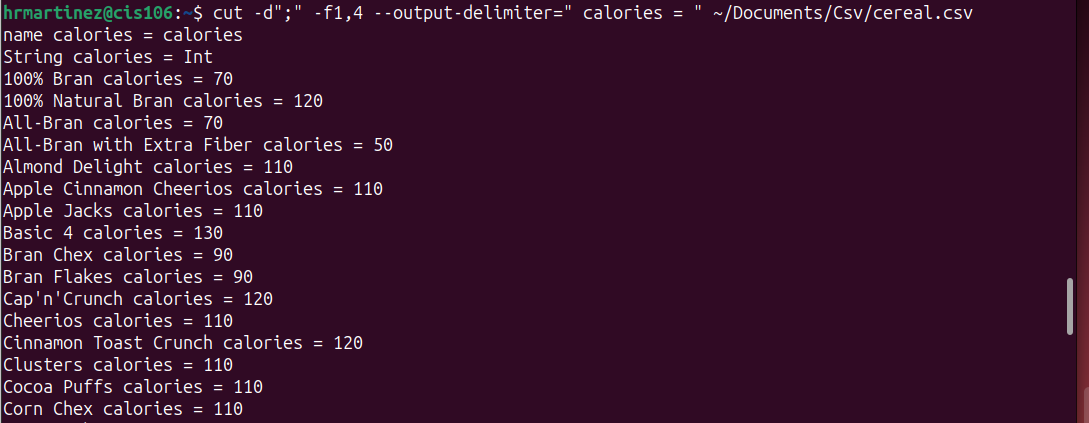 hrmartinez@cis106:~$ cut -d";" -f1,4 --output-delimiter=" calories = " ~/Documents/Csv/cereal.csv
name calories = calories
String calories = Int
100% Bran calories = 70
100% Natural Bran calories = 120
All-Bran calories = 70
All-Bran with Extra Fiber calories = 50
Almond Delight calories = 110
Apple Cinnamon Cheerios calories = 110
Apple Jacks calories = 110
Basic 4 calories = 130
Bran Chex calories = 90
Bran Flakes calories = 90
Cap'n'Crunch calories = 120
Cheerios calories = 110
Cinnamon Toast Crunch calories = 120
Clusters calories = 110
Cocoa Puffs calories = 110
Corn Chex calories = 110